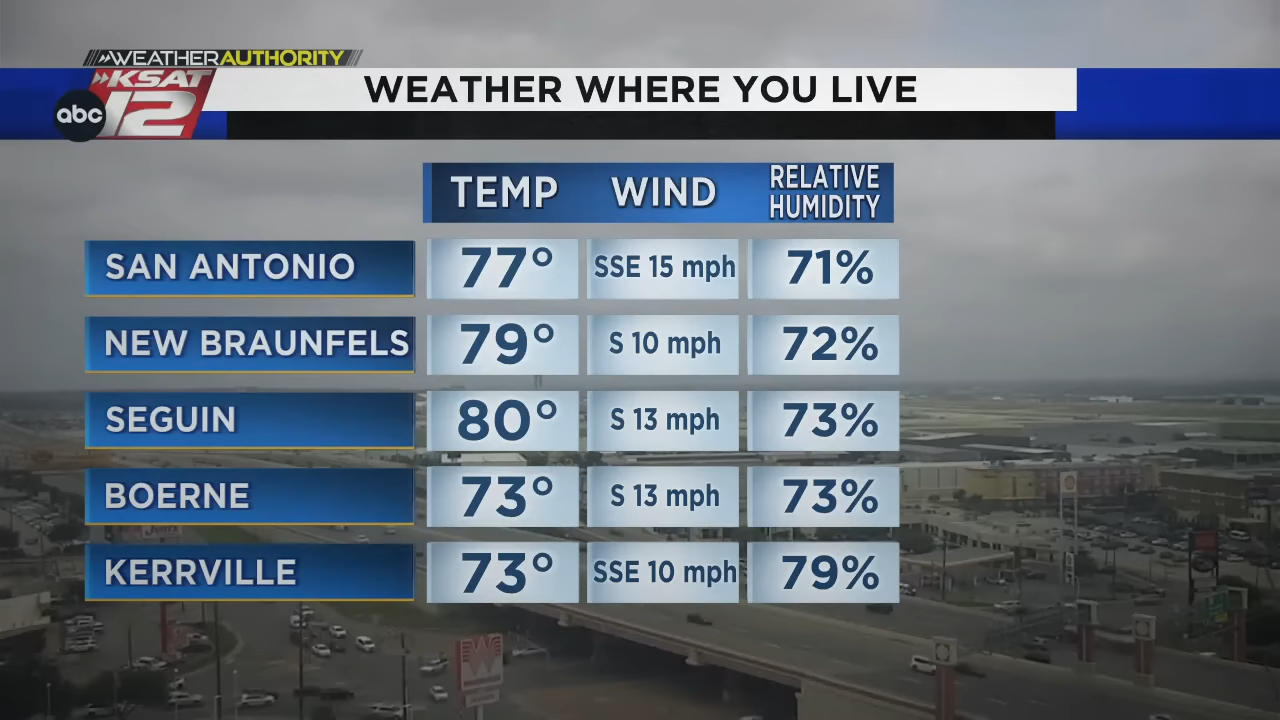 WEATHERAUTHORITY
KSAT
abc 12
WEATHER WHERE YOU LIVE
TEMP WIND RELATIVE HUMIDITY
SAN ANTONIO 77° SSE 15 mph 71%
NEW BRAUNFELS 79° S 10 mph 72%
SEGUIN 80° S 13 mph 73%
BOERNE 73° S 13 mph 73%
KERRVILLE 73° SSE 10 mph 79%